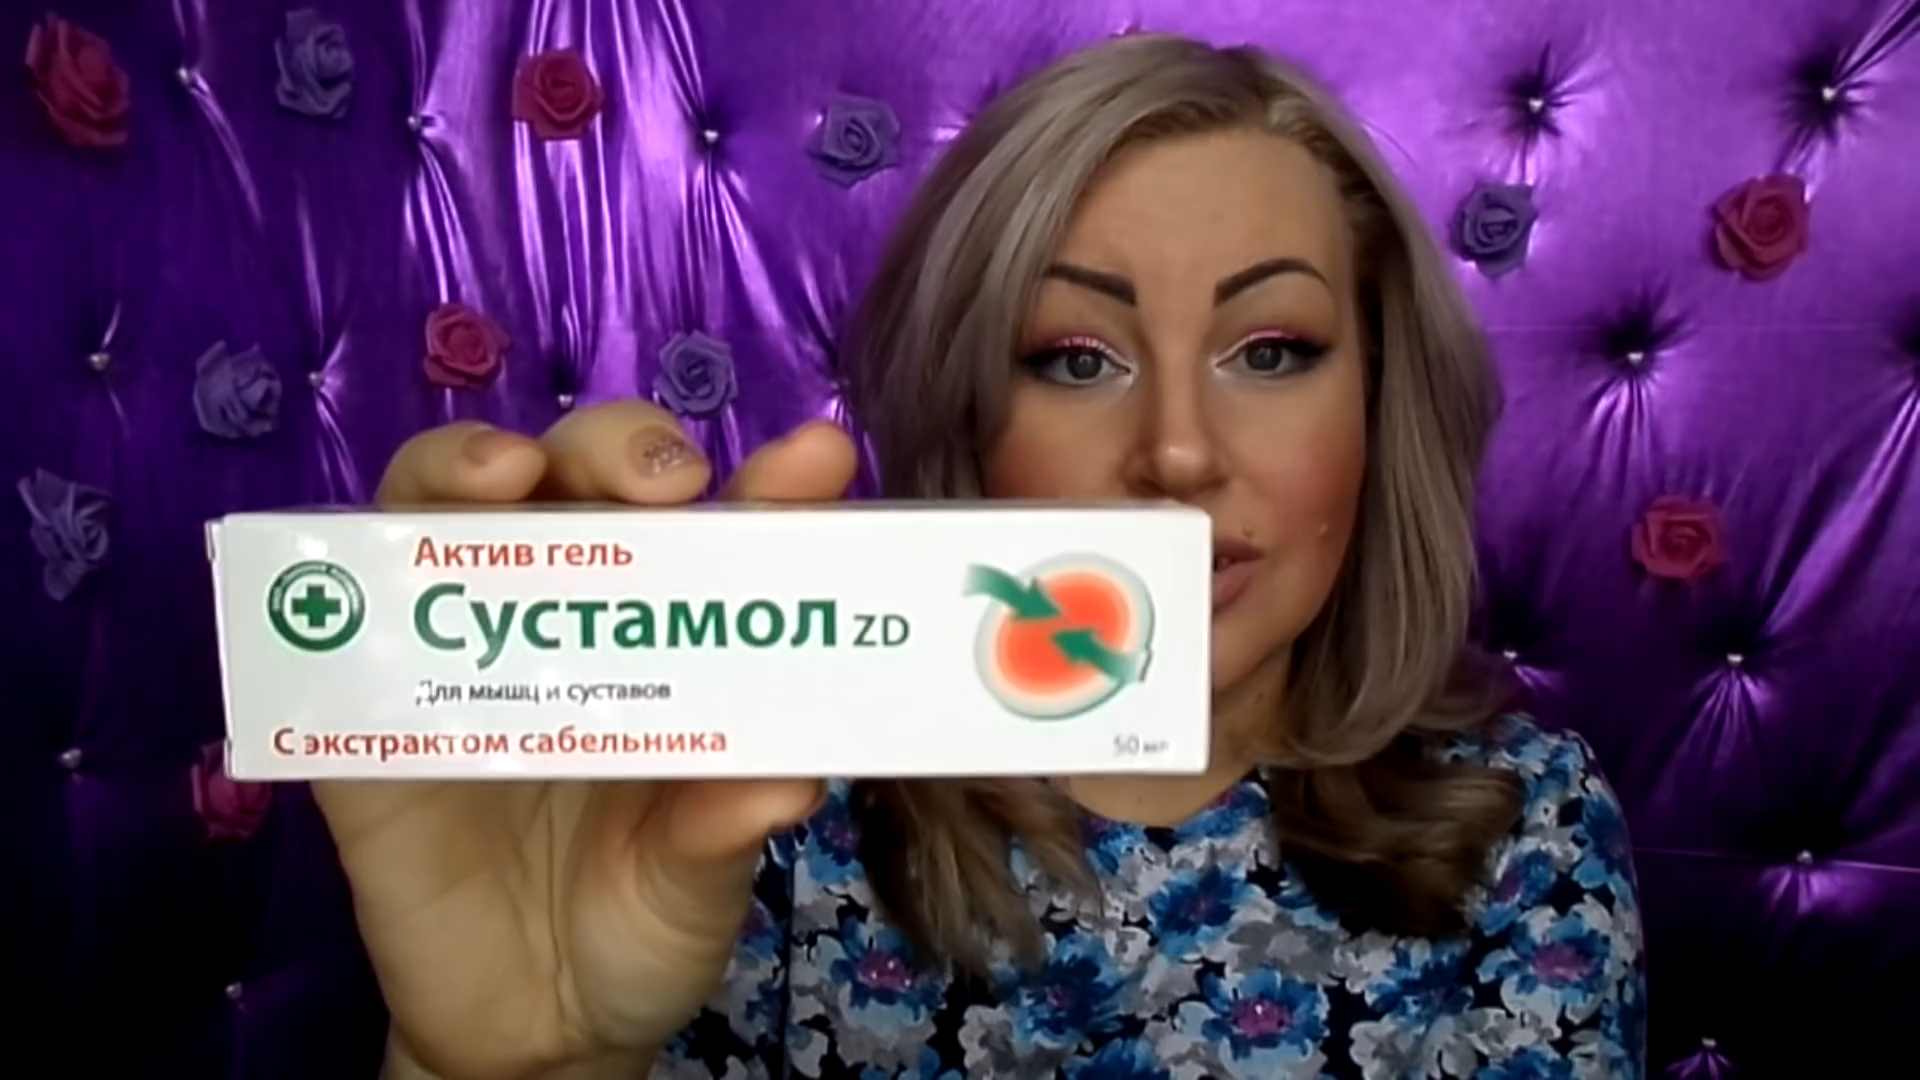 Актив гель
Сустамол ZD
Для мышц и суставов
С экстрактом сабельника
50 мл